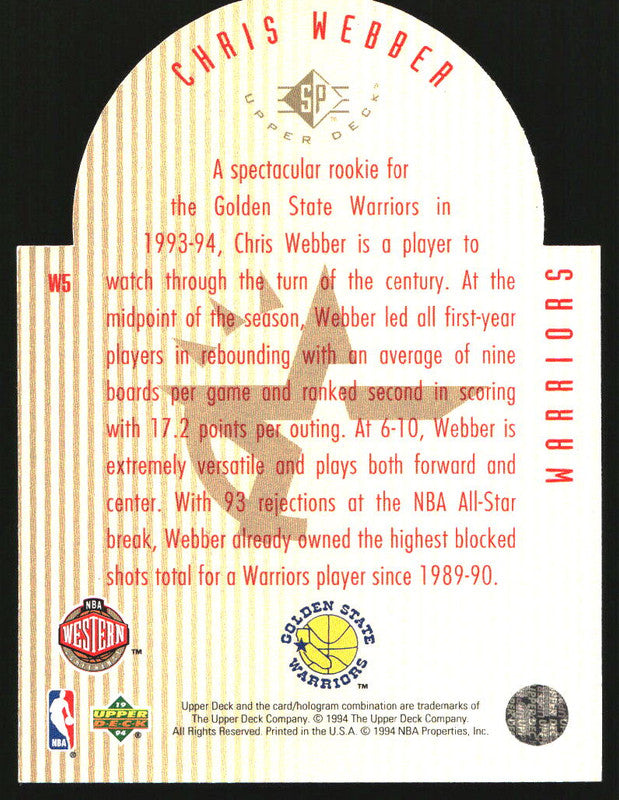 CHRIS WEBBER
SP
UPPER DECK
A spectacular rookie for
the Golden State Warriors in
1993-94, Chris Webber is a player to
watch through the turn of the century. At the
midpoint of the season, Webber led all first-year
players in rebounding with an average of nine
boards per game and ranked second in scoring
with 17.2 points per outing. At 6-10, Webber is
extremely versatile and plays both forward and
center. With 93 rejections at the NBA All-Star
break, Webber already owned the highest blocked
shots total for a Warriors player since 1989-90.
W5
WARRIORS
NBA
WESTERN
™
GOLDEN STATE
WARRIORS
™
NBA
®
19
UPPER
DECK
94
®
Upper Deck and the card/hologram combination are trademarks of
The Upper Deck Company. © 1994 The Upper Deck Company.
All Rights Reserved. Printed in the U.S.A. © 1994 NBA Properties, Inc.